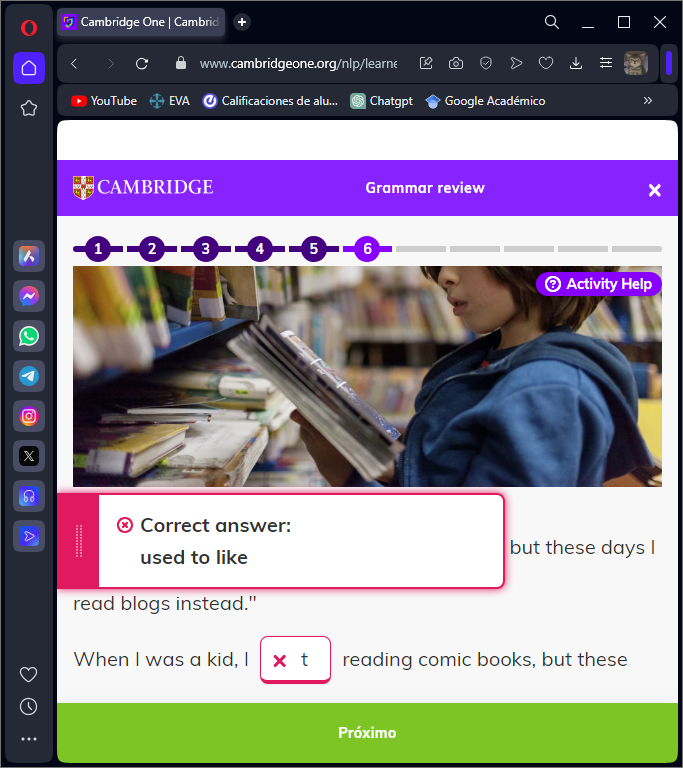 Cambridge One | Cambrid
www.cambridgeone.org/nlp/learne
YouTube
EVA
Calificaciones de alu...
Chatgpt
Google Académico
CAMBRIDGE
Grammar review
1 2 3 4 5 6
Activity Help
Correct answer:
used to like
but these days I
read blogs instead."
When I was a kid, I t reading comic books, but these
Próximo